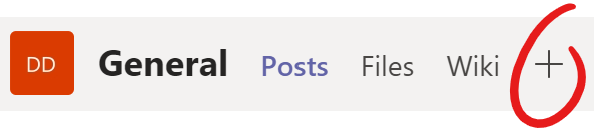 DD General Posts Files Wiki +